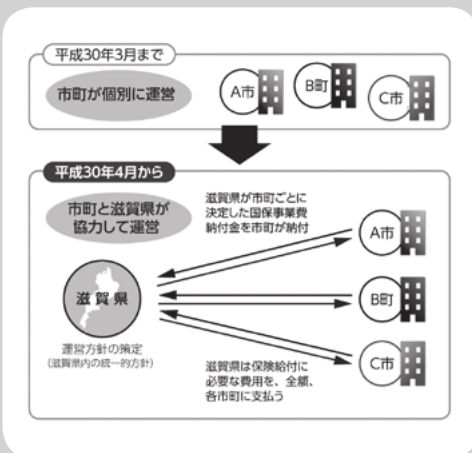 平成30年3月まで
市町が個別に運営
A市
B町
C市
平成30年4月から
市町と滋賀県が
協力して運営
滋賀県が市町ごとに
決定した国保事業費
納付金を市町が納付
A市
滋賀県
B町
運営方針の策定
(滋賀県内の統一的方針)
C市
滋賀県は保険給付に
必要な費用を、全額、
各市町に支払う